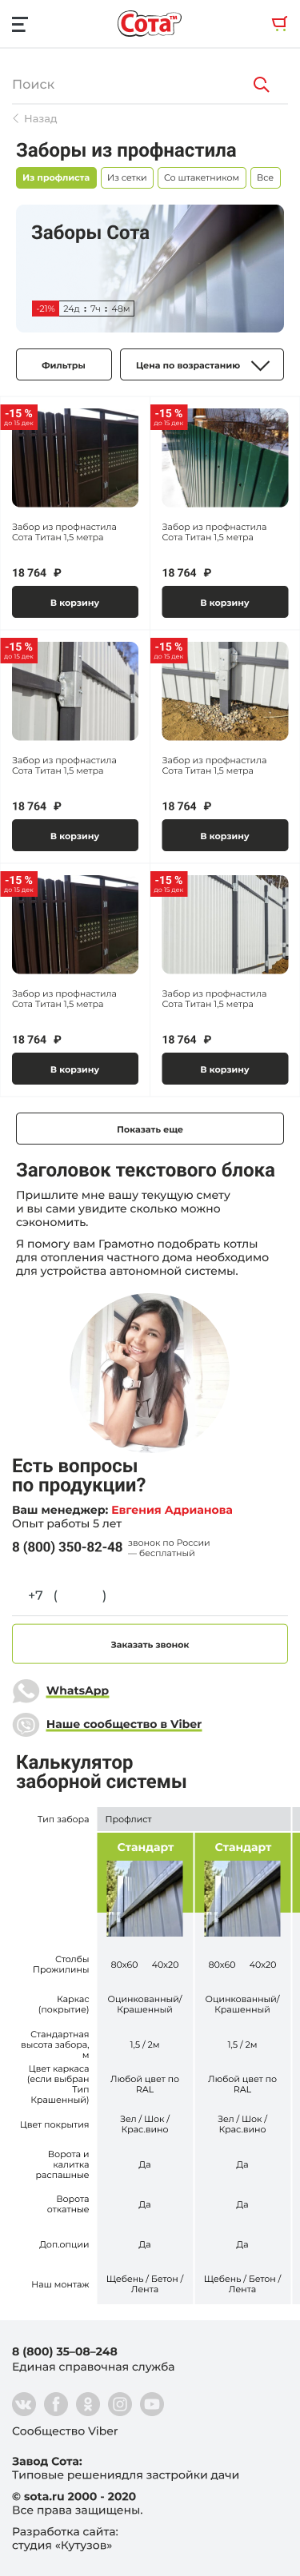 Сота™
Поиск
Назад
Заборы из профнастила
Из профлиста
Из сетки
Со штакетником
Все
Заборы Сота
-21% 24д : 7ч : 48м
Фильтры
Цена по возрастанию
-15 %
до 15 дек
Забор из профнастила
Сота Титан 1,5 метра
18 764 ₽
В корзину
-15 %
до 15 дек
Забор из профнастила
Сота Титан 1,5 метра
18 764 ₽
В корзину
-15 %
до 15 дек
Забор из профнастила
Сота Титан 1,5 метра
18 764 ₽
В корзину
-15 %
до 15 дек
Забор из профнастила
Сота Титан 1,5 метра
18 764 ₽
В корзину
-15 %
до 15 дек
Забор из профнастила
Сота Титан 1,5 метра
18 764 ₽
В корзину
-15 %
до 15 дек
Забор из профнастила
Сота Титан 1,5 метра
18 764 ₽
В корзину
Показать еще
Заголовок текстового блока
Пришлите мне вашу текущую смету
и вы сами увидите сколько можно
сэкономить.
Я помогу вам Грамотно подобрать котлы
для отопления частного дома необходимо
для устройства автономной системы.
Есть вопросы
по продукции?
Ваш менеджер: Евгения Адрианова
Опыт работы 5 лет
8 (800) 350-82-48
звонок по России
— бесплатный
+7 ( )
Заказать звонок
WhatsApp
Наше сообщество в Viber
Калькулятор
заборной системы
Тип забора
Профлист
Стандарт
Стандарт
Столбы
Прожилины
80х60 40х20
80х60 40х20
Каркас
(покрытие)
Оцинкованный/
Крашенный
Оцинкованный/
Крашенный
Стандартная
высота забора,
м
1,5 / 2м
1,5 / 2м
Цвет каркаса
(если выбран
Тип
Крашенный)
Любой цвет по
RAL
Любой цвет по
RAL
Цвет покрытия
Зел / Шок /
Крас.вино
Зел / Шок /
Крас.вино
Ворота и
калитка
распашные
Да
Да
Ворота
откатные
Да
Да
Доп.опции
Да
Да
Наш монтаж
Щебень / Бетон /
Лента
Щебень / Бетон /
Лента
8 (800) 35–08–248
Единая справочная служба
Сообщество Viber
Завод Сота:
Типовые решениядля застройки дачи
© sota.ru 2000 - 2020
Все права защищены.
Разработка сайта:
студия «Кутузов»